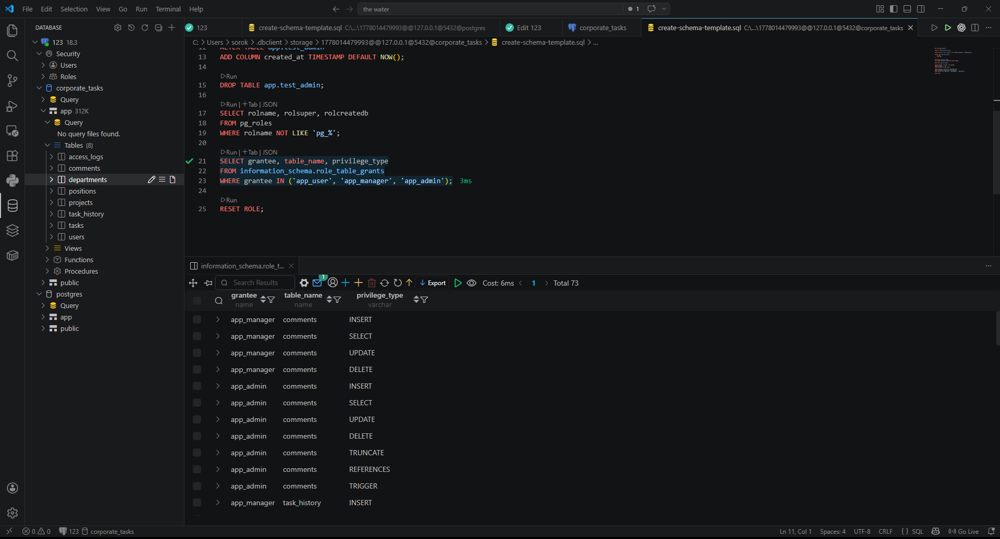 File Edit Selection View Go Run Terminal Help
the water
1
DATABASE
123
create-schema-template.sql C:\...\1778014479993@@127.0.0.1@5432@postgres
Edit 123
corporate_tasks
create-schema-template.sql C:\...\1778014479993@@127.0.0.1@5432@corporate_tasks
C: > Users > sorok > .dbclient > storage > 1778014479993@@127.0.0.1@5432@corporate_tasks > create-schema-template.sql > ...
123 18.3
Security
Users
Roles
corporate_tasks
Query
app 312K
Query
No query files found.
Tables (8)
access_logs
comments
departments
positions
projects
task_history
tasks
users
Views
Functions
Procedures
public
postgres
Query
app
public
12 ALTER TABLE app.test_admin
13 ADD COLUMN created_at TIMESTAMP DEFAULT NOW();
14
Run
15 DROP TABLE app.test_admin;
16
Run | Tab | JSON
17 SELECT rolname, rolsuper, rolcreatedb
18 FROM pg_roles
19 WHERE rolname NOT LIKE 'pg_%';
20
Run | Tab | JSON
21 SELECT grantee, table_name, privilege_type
22 FROM information_schema.role_table_grants
23 WHERE grantee IN ('app_user', 'app_manager', 'app_admin'); 3ms
24
Run
25 RESET ROLE;
information_schema.role_t...
Search Results
1
Export
Cost: 6ms < 1 > Total 73
grantee table_name privilege_type
name name varchar
app_manager comments INSERT
app_manager comments SELECT
app_manager comments UPDATE
app_manager comments DELETE
app_admin comments INSERT
app_admin comments SELECT
app_admin comments UPDATE
app_admin comments DELETE
app_admin comments TRUNCATE
app_admin comments REFERENCES
app_admin comments TRIGGER
app_manager task_history INSERT
0 0 123 corporate_tasks
Ln 11, Col 1 Spaces: 4 UTF-8 CRLF { } SQL Go Live